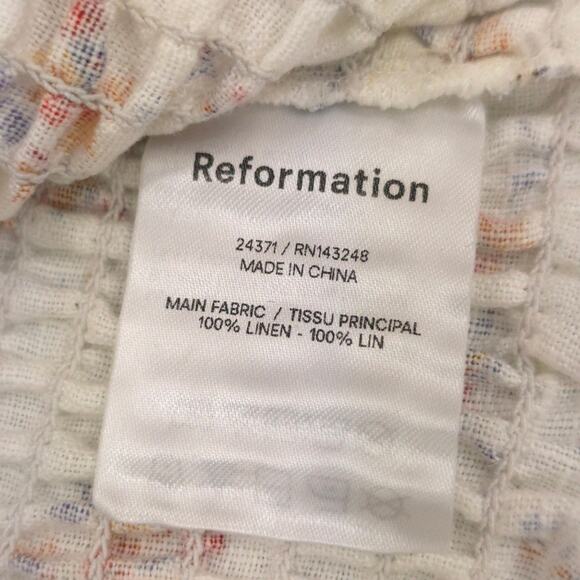 Reformation
24371 / RN143248
MADE IN CHINA
MAIN FABRIC / TISSU PRINCIPAL
100% LINEN - 100% LIN